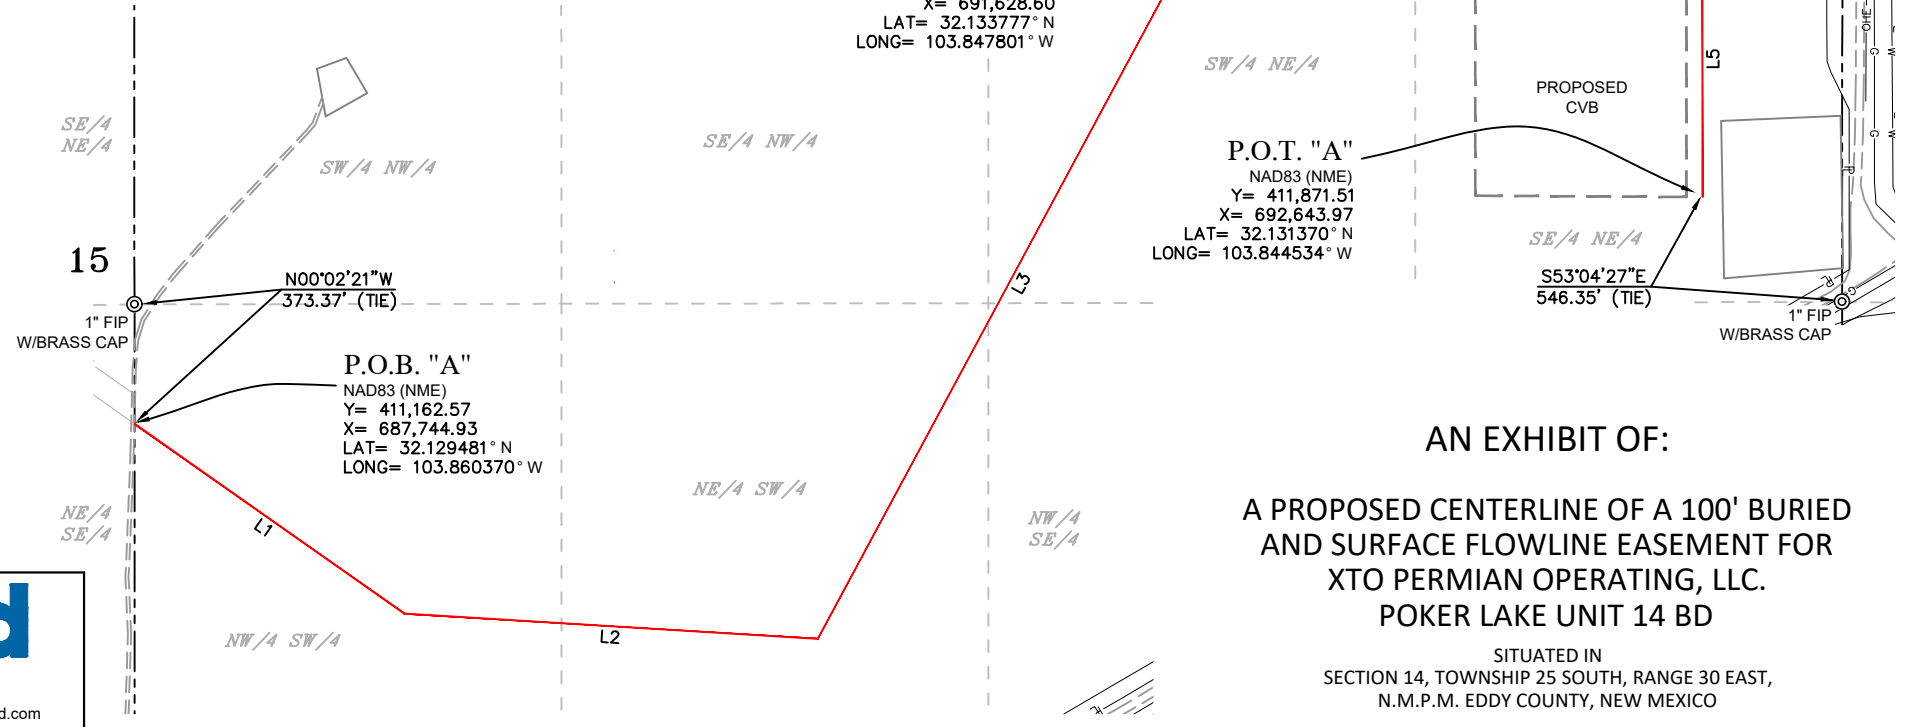 X= 691,628.60
LAT= 32.133777° N
LONG= 103.847801° W
SW/4 NE/4
PROPOSED
CVB
L5
OHE
G
W
G
W
SE/4
NE/4
SW/4 NW/4
SE/4 NW/4
P.O.T. "A"
NAD83 (NME)
Y= 411,871.51
X= 692,643.97
LAT= 32.131370° N
LONG= 103.844534° W
PL
SE/4 NE/4
15
N00°02'21"W
373.37' (TIE)
L3
S53°04'27"E
546.35' (TIE)
PL
G
1" FIP
W/BRASS CAP
1" FIP
W/BRASS CAP
P.O.B. "A"
NAD83 (NME)
Y= 411,162.57
X= 687,744.93
LAT= 32.129481° N
LONG= 103.860370° W
NE/4
SE/4
L1
NE/4 SW/4
NW/4
SE/4
NW/4 SW/4
L2
PL
d
d.com
AN EXHIBIT OF:
A PROPOSED CENTERLINE OF A 100' BURIED
AND SURFACE FLOWLINE EASEMENT FOR
XTO PERMIAN OPERATING, LLC.
POKER LAKE UNIT 14 BD
SITUATED IN
SECTION 14, TOWNSHIP 25 SOUTH, RANGE 30 EAST,
N.M.P.M. EDDY COUNTY, NEW MEXICO